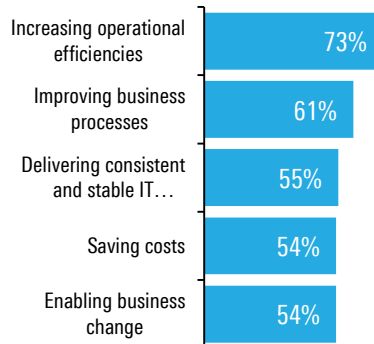 Increasing operational
efficiencies
73%
Improving business
processes
61%
Delivering consistent
and stable IT…
55%
Saving costs
54%
Enabling business
change
54%